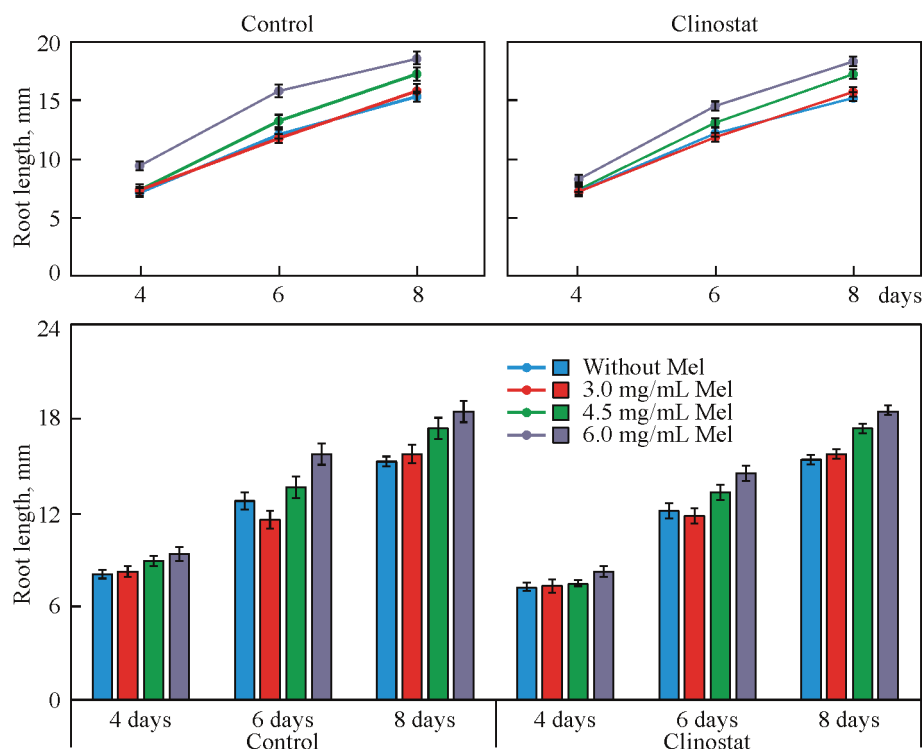 Control
Clinostat
Root length, mm
20
15
10
5
0
4
6
8
4
6
8
days
Root length, mm
24
18
12
6
0
Without Mel
3.0 mg/mL Mel
4.5 mg/mL Mel
6.0 mg/mL Mel
4 days
6 days
8 days
4 days
6 days
8 days
Control
Clinostat